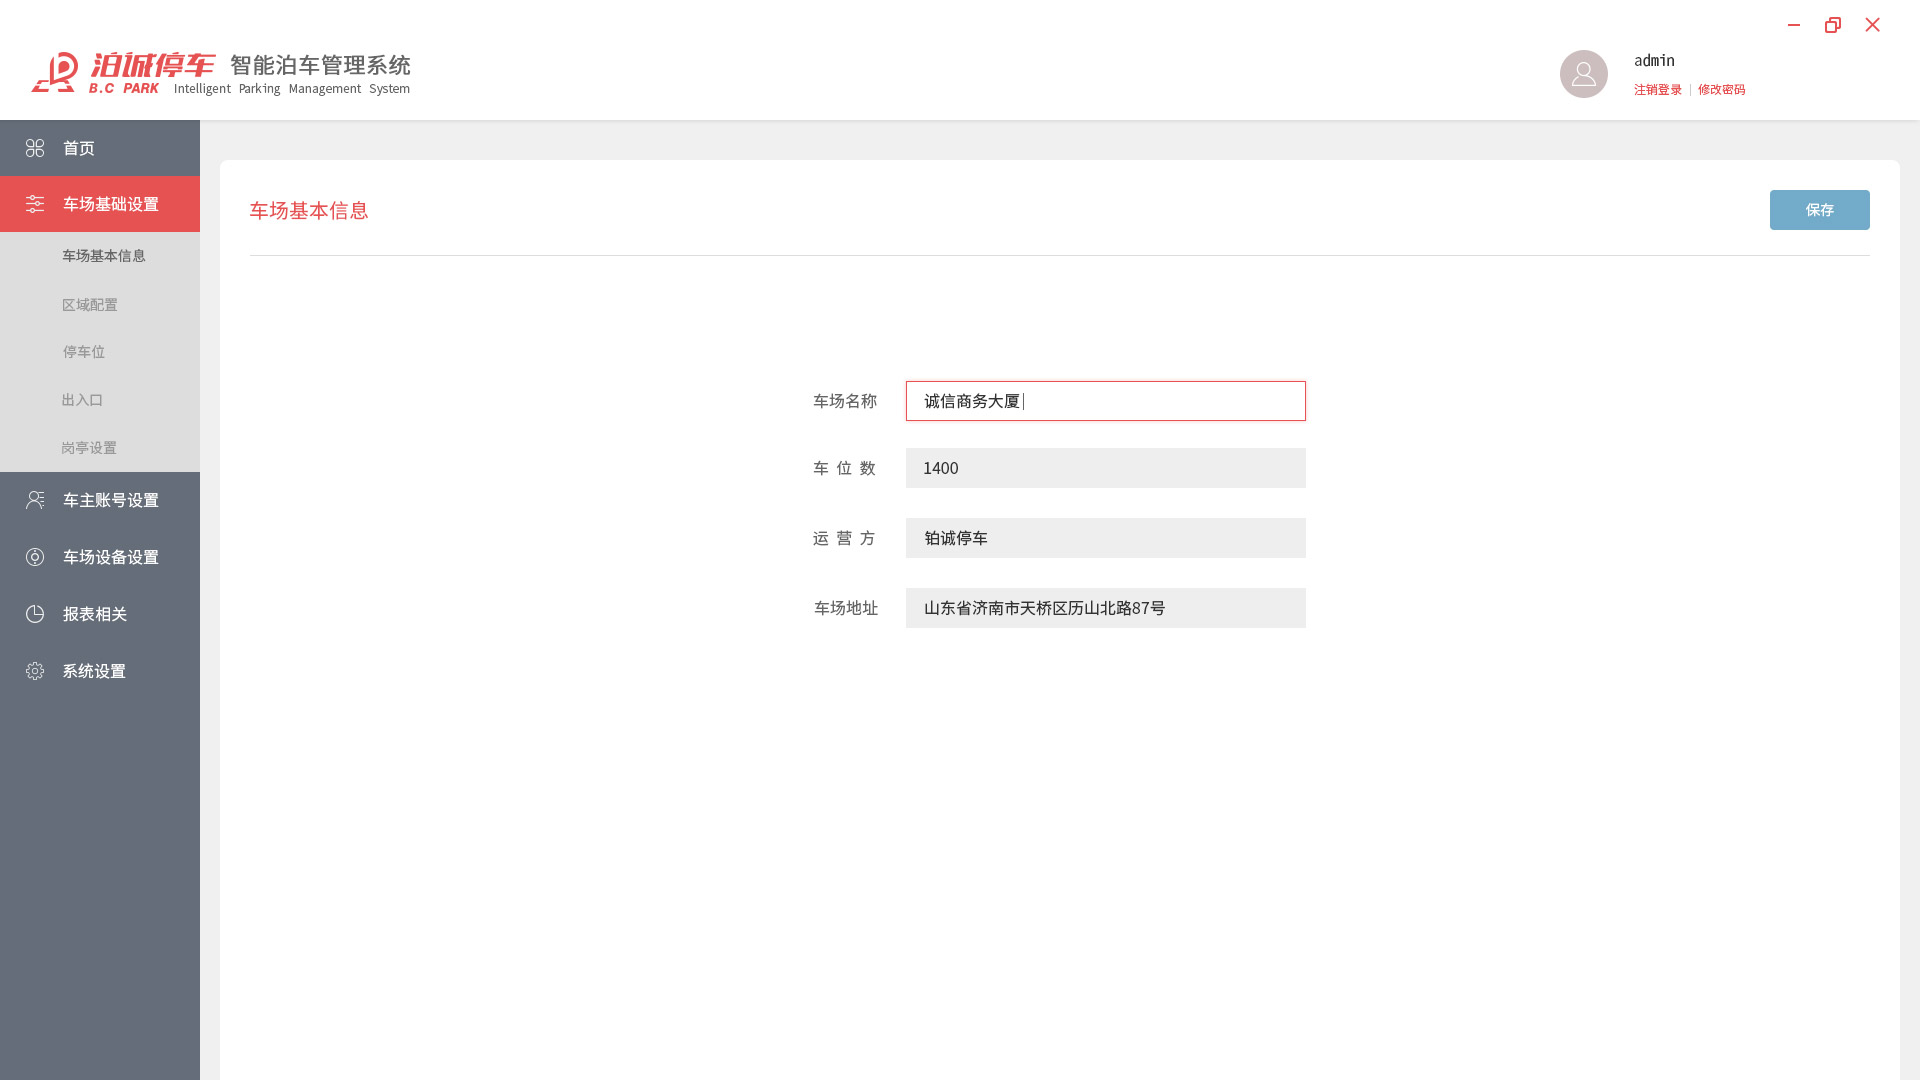 泊诚停车
B.C PARK
智能泊车管理系统
Intelligent Parking Management System
admin
注销登录 | 修改密码
首页
车场基础设置
车场基本信息
区域配置
停车位
出入口
岗亭设置
车主账号设置
车场设备设置
报表相关
系统设置
车场基本信息
保存
车场名称 诚信商务大厦
车位数 1400
运营方 铂诚停车
车场地址 山东省济南市天桥区历山北路87号